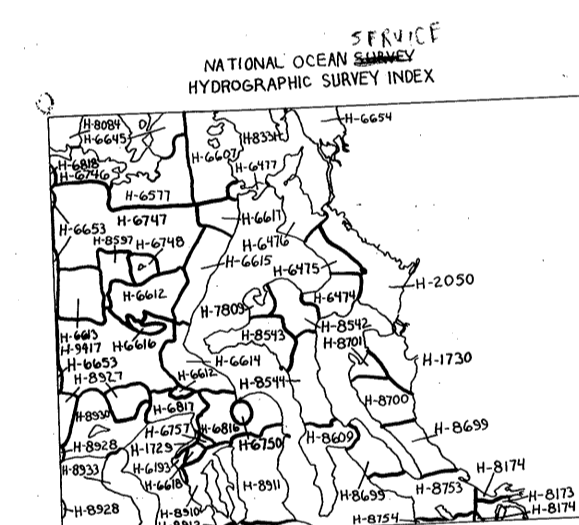 SERVICE
NATIONAL OCEAN SURVEY
HYDROGRAPHIC SURVEY INDEX
H-6654
H-8084
H-6645
H-6607
H-6477
H-6818
H-6746
H-6577
H-6747
H-6617
H-6653
H-8597
H-6748
H-6476
H-6615
H-6475
H-2050
H-6612
H-6474
H-7809
H-8542
H-6613
H-6616
H-8543
H-8701
H-9917
H-6653
H-6614
H-1730
H-8927
H-6612
H-8544
H-8930
H-6817
H-8700
H-6757
H-6816
H-8699
H-8928
H-1729
H-6750
H-8609
H-8933
H-6193
H-8174
H-6618
H-8911
H-8699
H-8753
H-8173
H-8928
H-8910
H-8754
H-8174